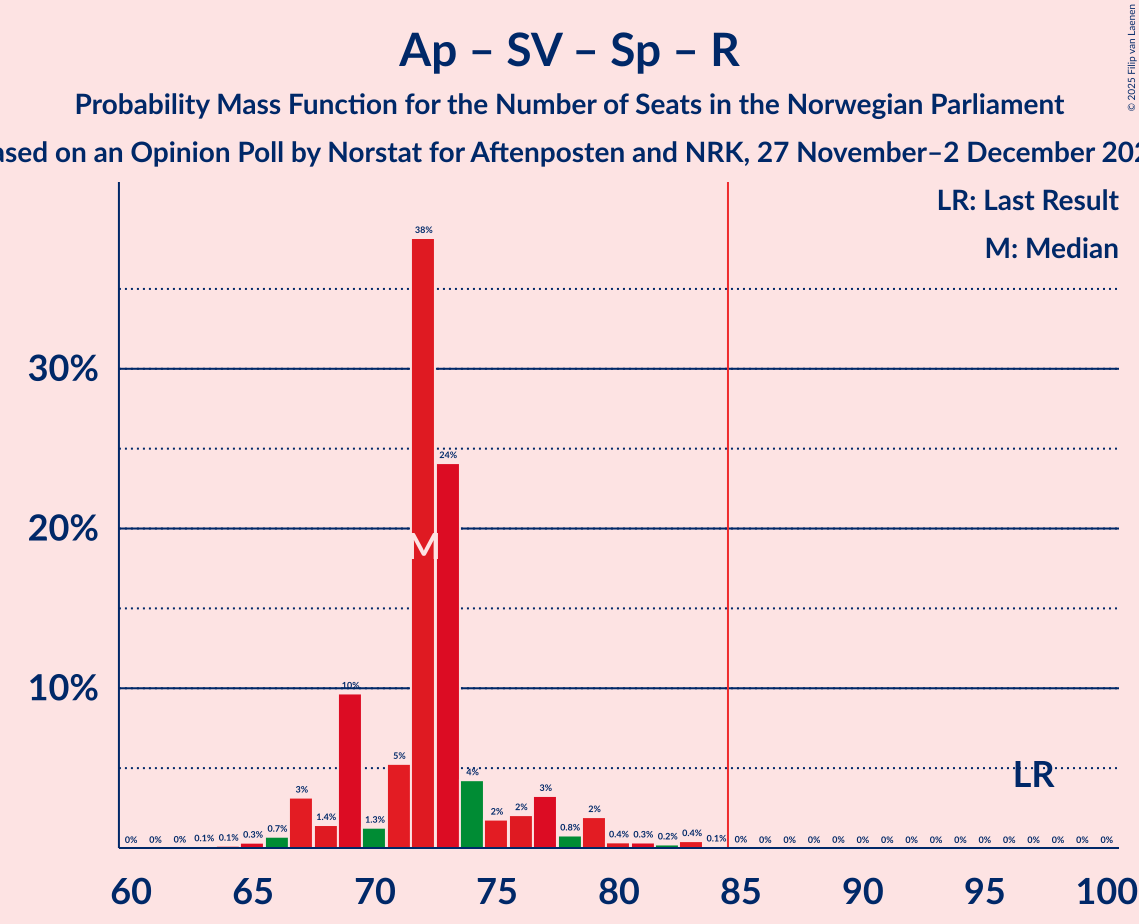 Ap – SV – Sp – R
Probability Mass Function for the Number of Seats in the Norwegian Parliament
on an Opinion Poll by Norstat for Aftenposten and NRK, 27 November–2 December
© 2025 Filip van Laenen
LR: Last Result
M: Median
38%
30%
24%
20%
M
10%
10%
5%
LR
4%
3%
3%
2%
2%
2%
1.4%
1.3%
0% 0% 0% 0.1% 0.1% 0.3% 0.7% 0.8% 0.4% 0.3% 0.2% 0.4% 0.1% 0% 0% 0% 0% 0% 0% 0% 0% 0% 0% 0% 0% 0% 0% 0% 0%
60 65 70 75 80 85 90 95 100